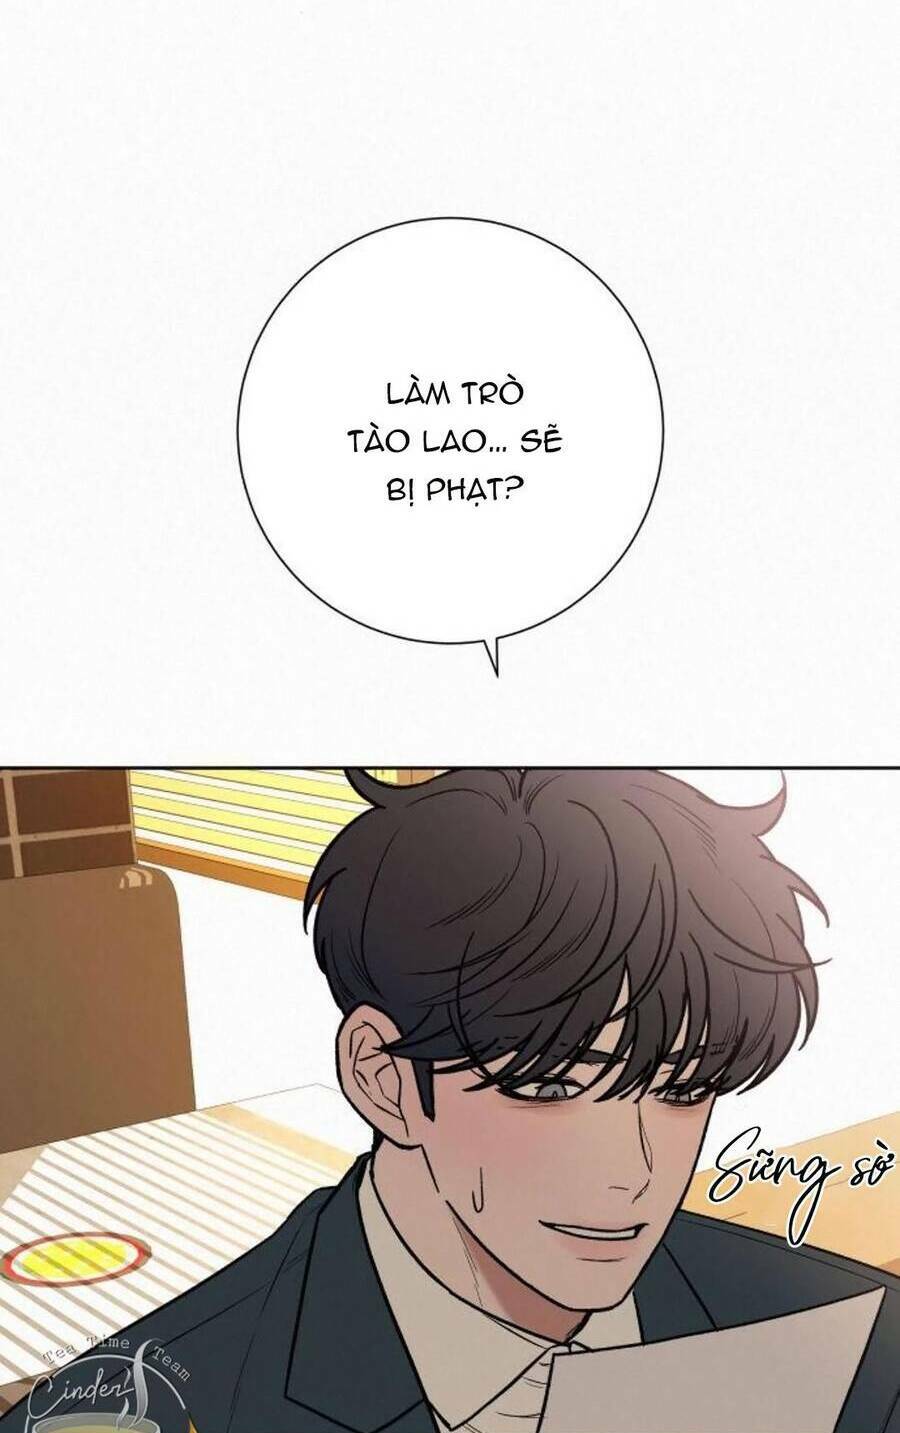 LÀM TRÒ
TÀO LAO... SẼ
BỊ PHẠT?
Sững sờ
Tea Time Team
Cinder